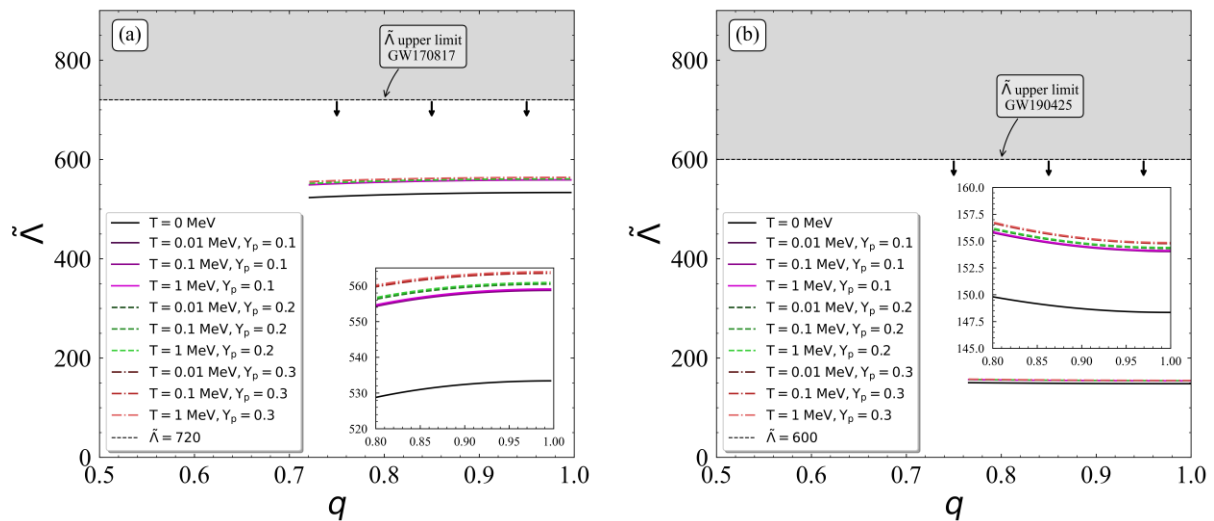 (a)
Λ̃ upper limit
GW170817
800
600
400
200
0
Λ̃
T = 0 MeV
T = 0.01 MeV, Yₚ = 0.1
T = 0.1 MeV, Yₚ = 0.1
T = 1 MeV, Yₚ = 0.1
T = 0.01 MeV, Yₚ = 0.2
T = 0.1 MeV, Yₚ = 0.2
T = 1 MeV, Yₚ = 0.2
T = 0.01 MeV, Yₚ = 0.3
T = 0.1 MeV, Yₚ = 0.3
T = 1 MeV, Yₚ = 0.3
Λ̃ = 720
560
550
540
530
520
0.80 0.85 0.90 0.95 1.00
0.5 0.6 0.7 0.8 0.9 1.0
q
(b)
Λ̃ upper limit
GW190425
800
600
400
200
0
Λ̃
T = 0 MeV
T = 0.01 MeV, Yₚ = 0.1
T = 0.1 MeV, Yₚ = 0.1
T = 1 MeV, Yₚ = 0.1
T = 0.01 MeV, Yₚ = 0.2
T = 0.1 MeV, Yₚ = 0.2
T = 1 MeV, Yₚ = 0.2
T = 0.01 MeV, Yₚ = 0.3
T = 0.1 MeV, Yₚ = 0.3
T = 1 MeV, Yₚ = 0.3
Λ̃ = 600
160.0
157.5
155.0
152.5
150.0
147.5
145.0
0.80 0.85 0.90 0.95 1.00
0.5 0.6 0.7 0.8 0.9 1.0
q